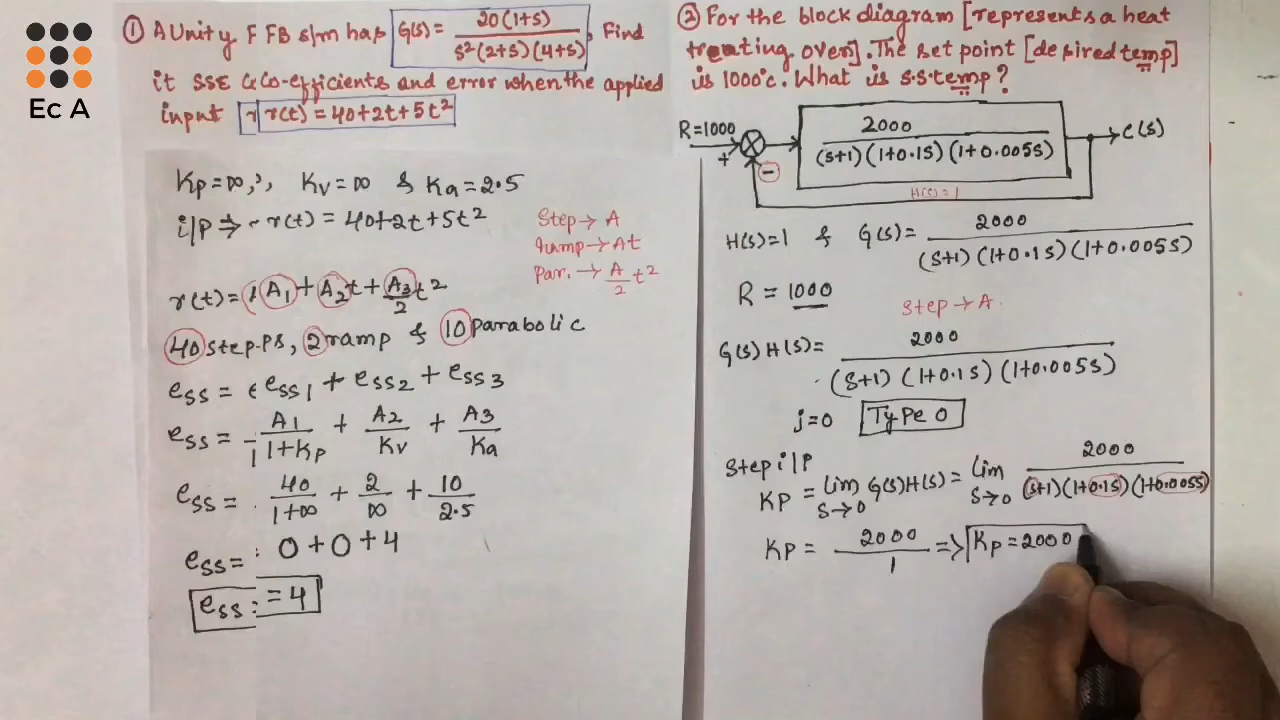 Ec A
① A Unity F FB s/m has G(s) = 20(1+s) / s²(2+s)(4+s), Find
it SSE & Co-efficients and error when the applied
input r r(t) = 40+2t+5t²
Kp=∞, Kv=∞ & Ka=2.5
i/p ⇒ r(t) = 40+2t+5t²
Step → A
Par. → A/2 t²
r(t) = A1 + A2t + A3/2 t²
40 step, 2 ramp & 10 parabolic
ess = ess1 + ess2 + ess3
ess = A1/1+Kp + A2/Kv + A3/Ka
ess = 40/1+∞ + 2/∞ + 10/2.5
ess = 0+0+4
ess = 4
② For the block diagram [represents a heat
treating oven]. The set point [desired temp]
is 1000°c. What is s.s temp?
R=1000
+
−
2000
(s+1)(1+0.1s)(1+0.005s)
C(s)
H(s)=1
H(s)=1 & G(s)= 2000 / (s+1)(1+0.1s)(1+0.005s)
R = 1000
Step → A
G(s)H(s)= 2000 / (s+1)(1+0.1s)(1+0.005s)
j=0 Type 0
Step i/p
Kp = lim s→0 G(s)H(s) = lim s→0 2000 / (s+1)(1+0.1s)(1+0.005s)
Kp = 2000/1 => Kp=2000